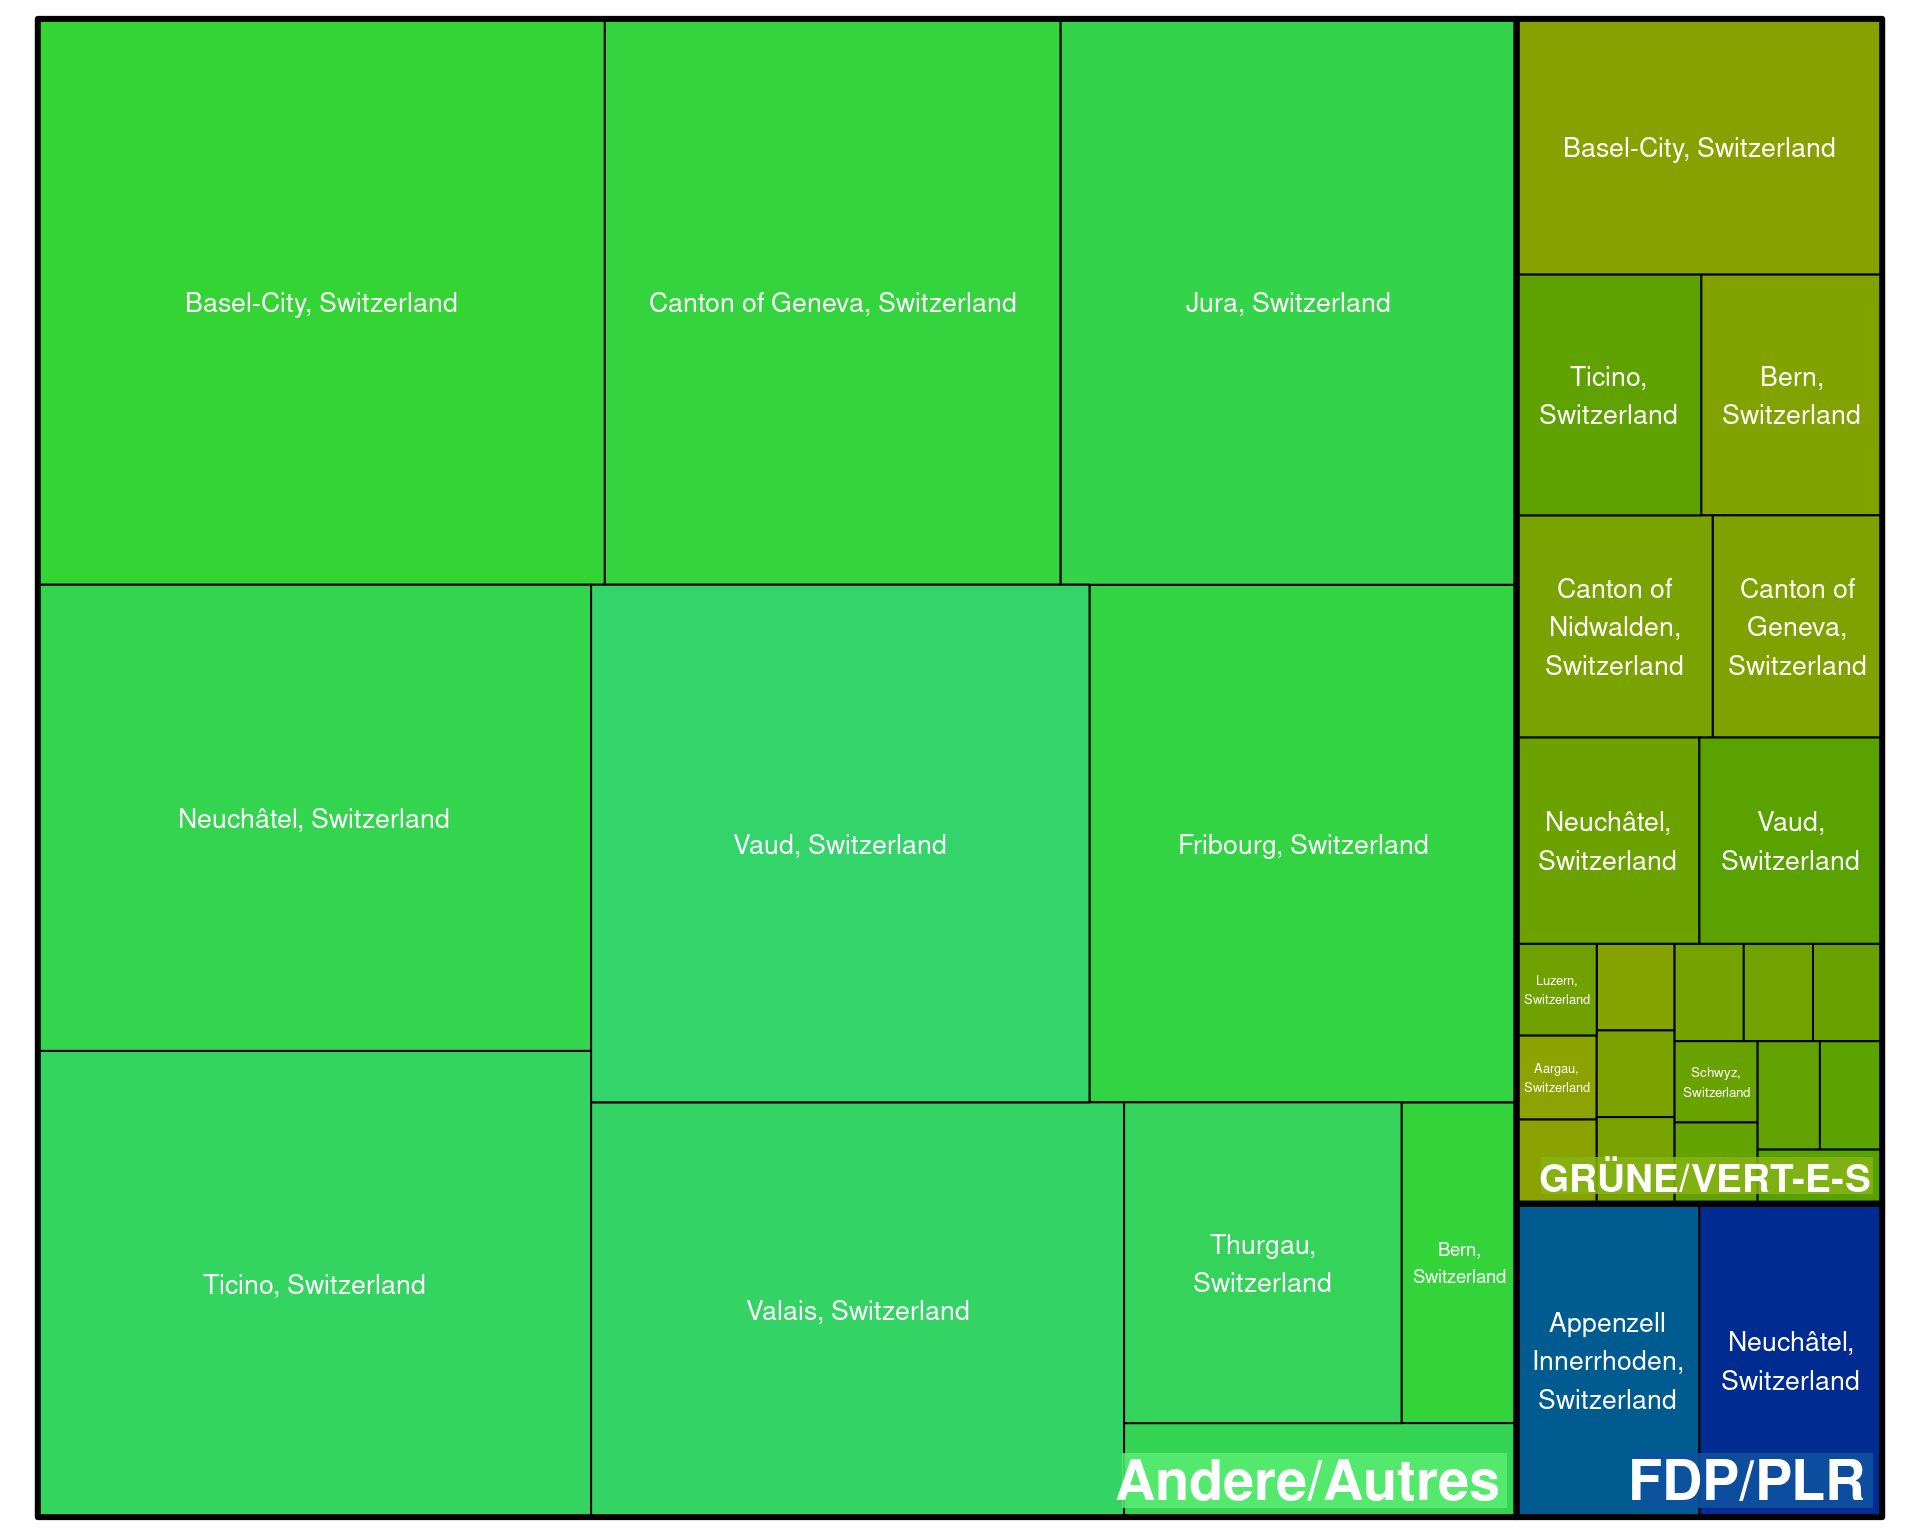 Basel-City, Switzerland
Canton of Geneva, Switzerland
Jura, Switzerland
Neuchâtel, Switzerland
Vaud, Switzerland
Fribourg, Switzerland
Ticino, Switzerland
Valais, Switzerland
Thurgau,
Switzerland
Bern,
Switzerland
Andere/Autres
Basel-City, Switzerland
Ticino,
Switzerland
Bern,
Switzerland
Canton of
Nidwalden,
Switzerland
Canton of
Geneva,
Switzerland
Neuchâtel,
Switzerland
Vaud,
Switzerland
Luzern,
Switzerland
Aargau,
Switzerland
Schwyz,
Switzerland
GRÜNE/VERT-E-S
Appenzell
Innerrhoden,
Switzerland
Neuchâtel,
Switzerland
FDP/PLR